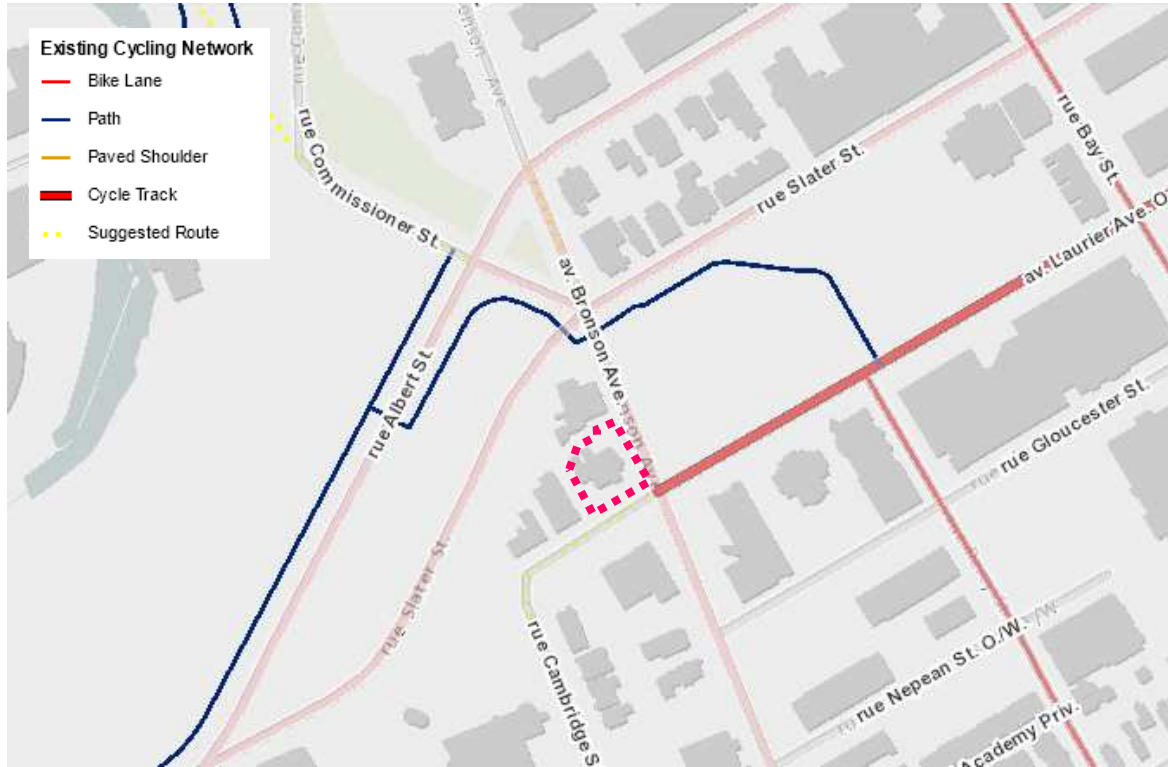 Existing Cycling Network
Bike Lane
Path
Paved Shoulder
Cycle Track
Suggested Route
rue Commissioner St.
rue Bay St.
rue Slater St.
av. Laurier Ave. O
av. Bronson Ave.
rue Albert St.
rue Gloucester St.
rue Slater St.
rue Cambridge S
rue Nepean St. O./W.
Academy Priv.